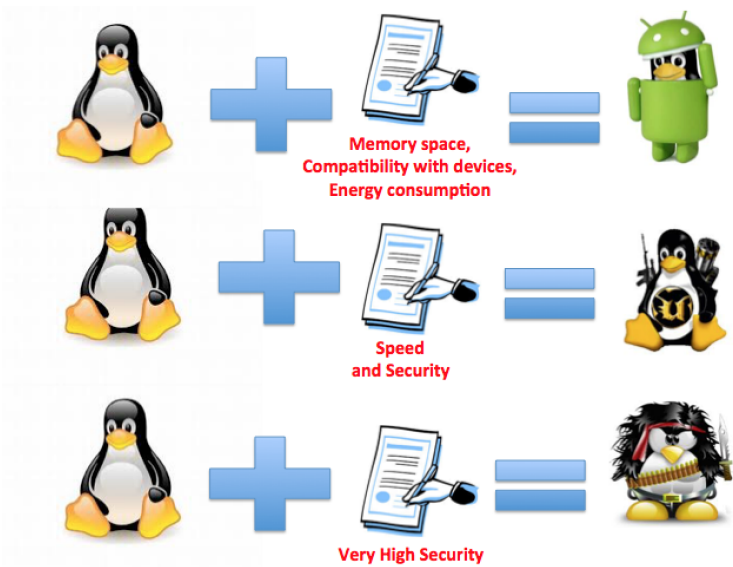 Memory space,
Compatibility with devices,
Energy consumption
Speed
and Security
Very High Security